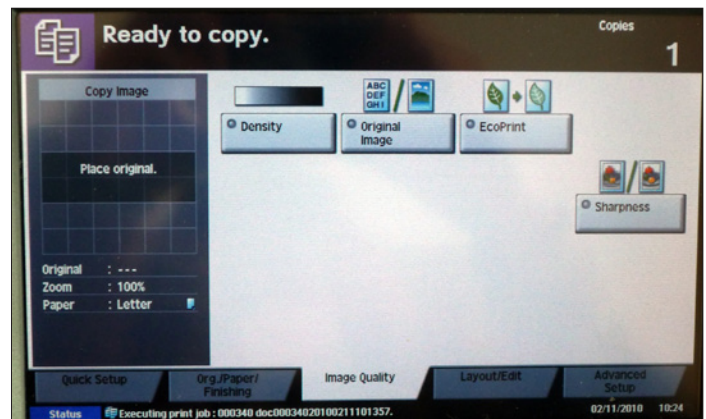 Ready to copy.
Copies
1
Copy Image
Place original.
Original : ---
Zoom : 100%
Paper : Letter
ABC
DEF
GHI
Density
Original
Image
EcoPrint
Sharpness
Quick Setup
Org./Paper/
Finishing
Image Quality
Layout/Edit
Advanced
Setup
Status
Executing print job : 000340 doc00034020100211101357.
02/11/2010 10:24